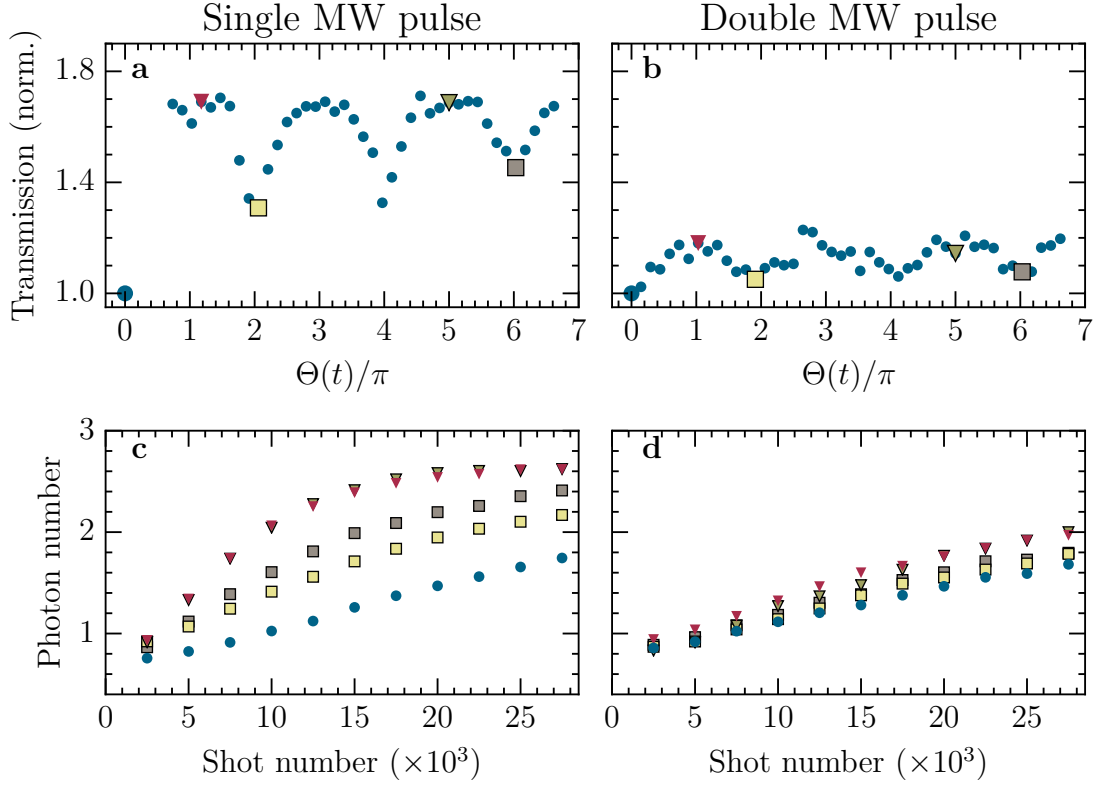 Single MW pulse Double MW pulse
Transmission (norm.)
a b
1.8
1.4
1.0
0 1 2 3 4 5 6 7 0 1 2 3 4 5 6 7 8
Θ(t)/π Θ(t)/π
Photon number
c d
3
2
1
0 5 10 15 20 25 0 5 10 15 20 25
Shot number (×10³) Shot number (×10³)